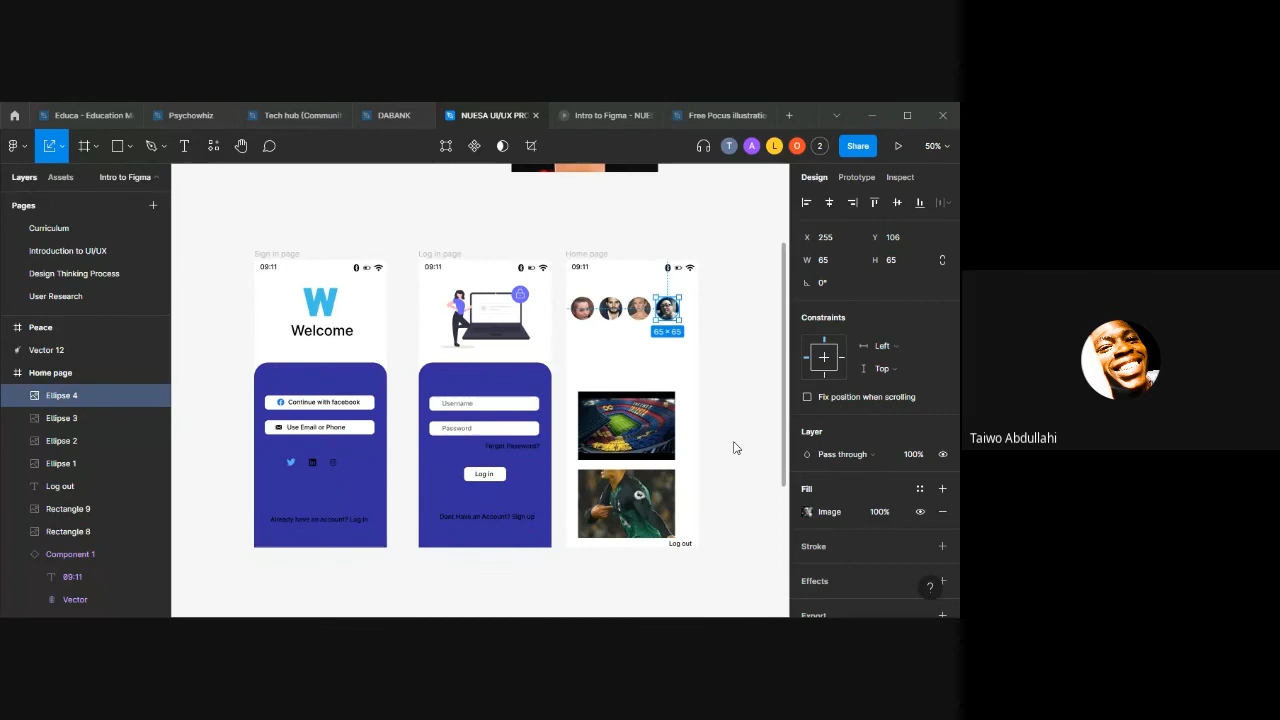 Educa - Education M
Psychowhiz
Tech hub (Communit
DABANK
NUESA UI/UX PRO
Intro to Figma - NUE
Free Pocus illustratio
T
A
L
O
2
Share
50%
Layers
Assets
Intro to Figma
Pages
Curriculum
Introduction to UI/UX
Design Thinking Process
User Research
Peace
Vector 12
Home page
Ellipse 4
Ellipse 3
Ellipse 2
Ellipse 1
Log out
Rectangle 9
Rectangle 8
Component 1
09:11
Vector
Sign in page
09:11
W
Welcome
Continue with facebook
Use Email or Phone
Already have an account? Log in
Log in page
09:11
Username
Password
Forgot Password?
Log in
Dont Have an Account? Sign up
Home page
09:11
65 × 65
Log out
Design
Prototype
Inspect
X 255
Y 106
W 65
H 65
0°
Constraints
Left
Top
Fix position when scrolling
Layer
Pass through
100%
Fill
Image
100%
Stroke
Effects
?
Export
Taiwo Abdullahi